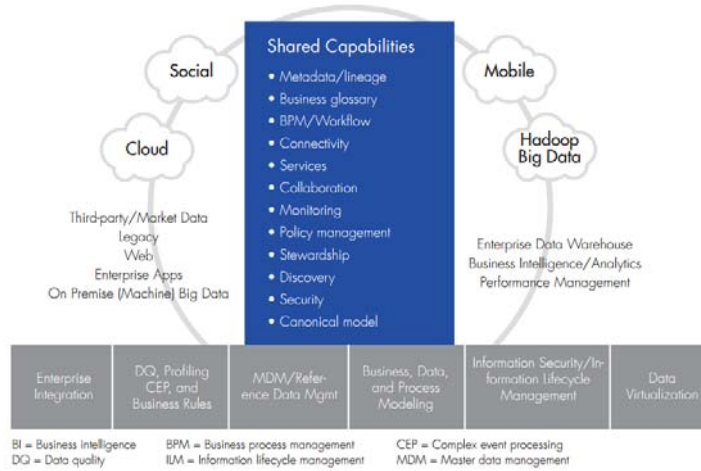 Shared Capabilities
• Metadata/lineage
• Business glossary
• BPM/Workflow
• Connectivity
• Services
• Collaboration
• Monitoring
• Policy management
• Stewardship
• Discovery
• Security
• Canonical model
Social
Cloud
Mobile
Hadoop
Big Data
Third-party/Market Data
Legacy
Web
Enterprise Apps
On Premise (Machine) Big Data
Enterprise Data Warehouse
Business Intelligence/Analytics
Performance Management
Enterprise
Integration
DQ, Profiling
CEP, and
Business Rules
MDM/Refer-
ence Data Mgmt
Business, Data,
and Process
Modeling
Information Security/In-
formation Lifecycle
Management
Data
Virtualization
BI = Business intelligence
BPM = Business process management
CEP = Complex event processing
DQ = Data quality
ILM = Information lifecycle management
MDM = Master data management